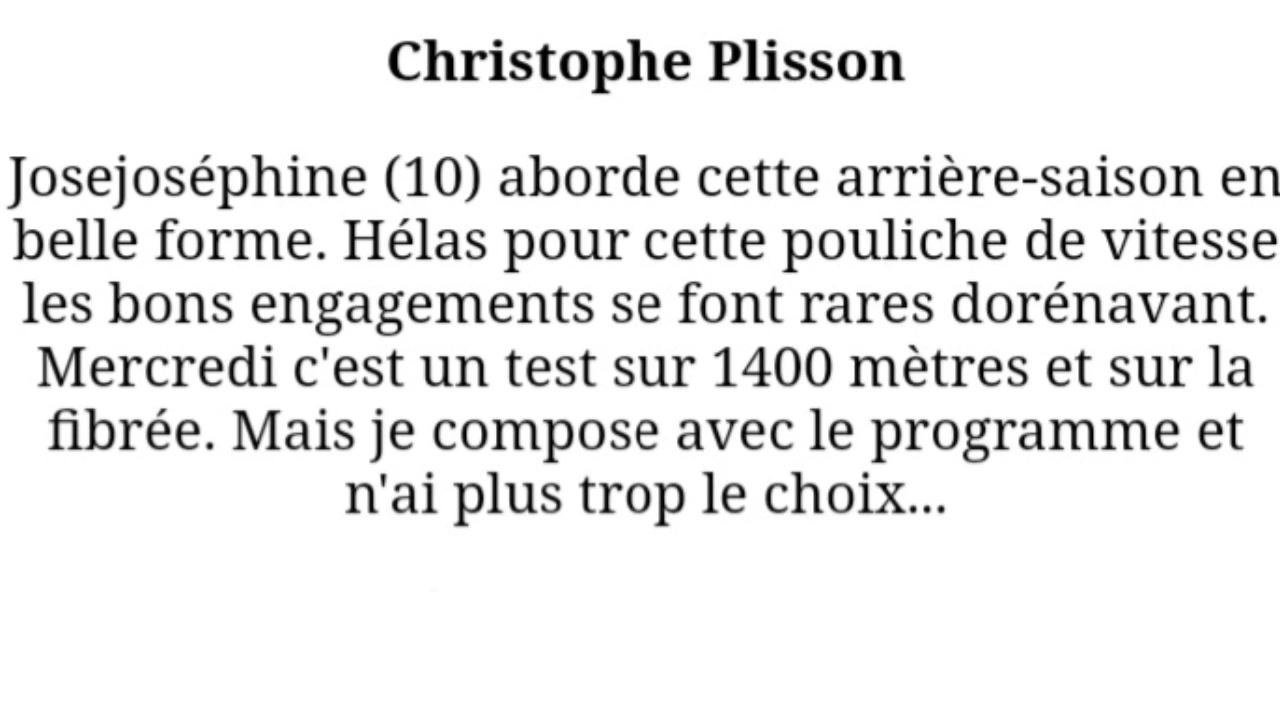 Christophe Plisson
Josejoséphine (10) aborde cette arrière-saison en
belle forme. Hélas pour cette pouliche de vitesse
les bons engagements se font rares dorénavant.
Mercredi c'est un test sur 1400 mètres et sur la
fibrée. Mais je compose avec le programme et
n'ai plus trop le choix...